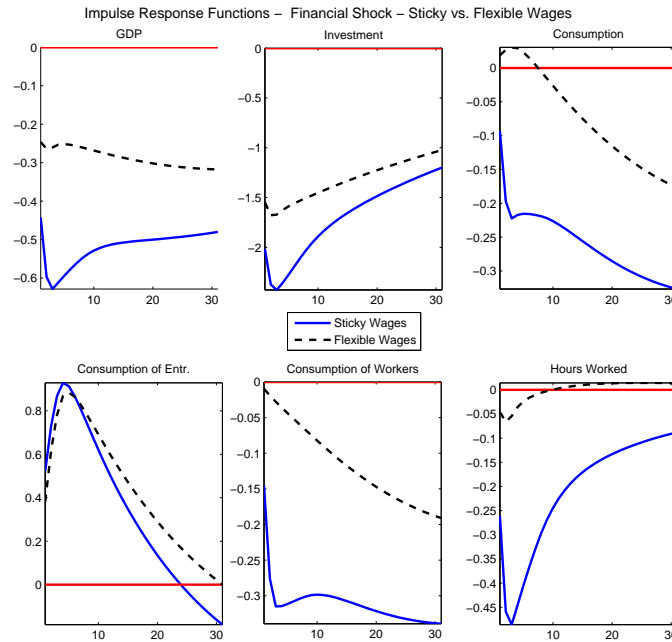 Impulse Response Functions – Financial Shock – Sticky vs. Flexible Wages
GDP
Investment
Consumption
0
−0.1
−0.2
−0.3
−0.4
−0.5
−0.6
10 20 30
0
−0.5
−1
−1.5
−2
10 20 30
0
−0.05
−0.1
−0.15
−0.2
−0.25
−0.3
10 20 30
Sticky Wages
Flexible Wages
Consumption of Entr.
Consumption of Workers
Hours Worked
0.8
0.6
0.4
0.2
0
10 20 30
0
−0.05
−0.1
−0.15
−0.2
−0.25
−0.3
10 20 30
0
−0.05
−0.1
−0.15
−0.2
−0.25
−0.3
−0.35
−0.4
−0.45
10 20 30